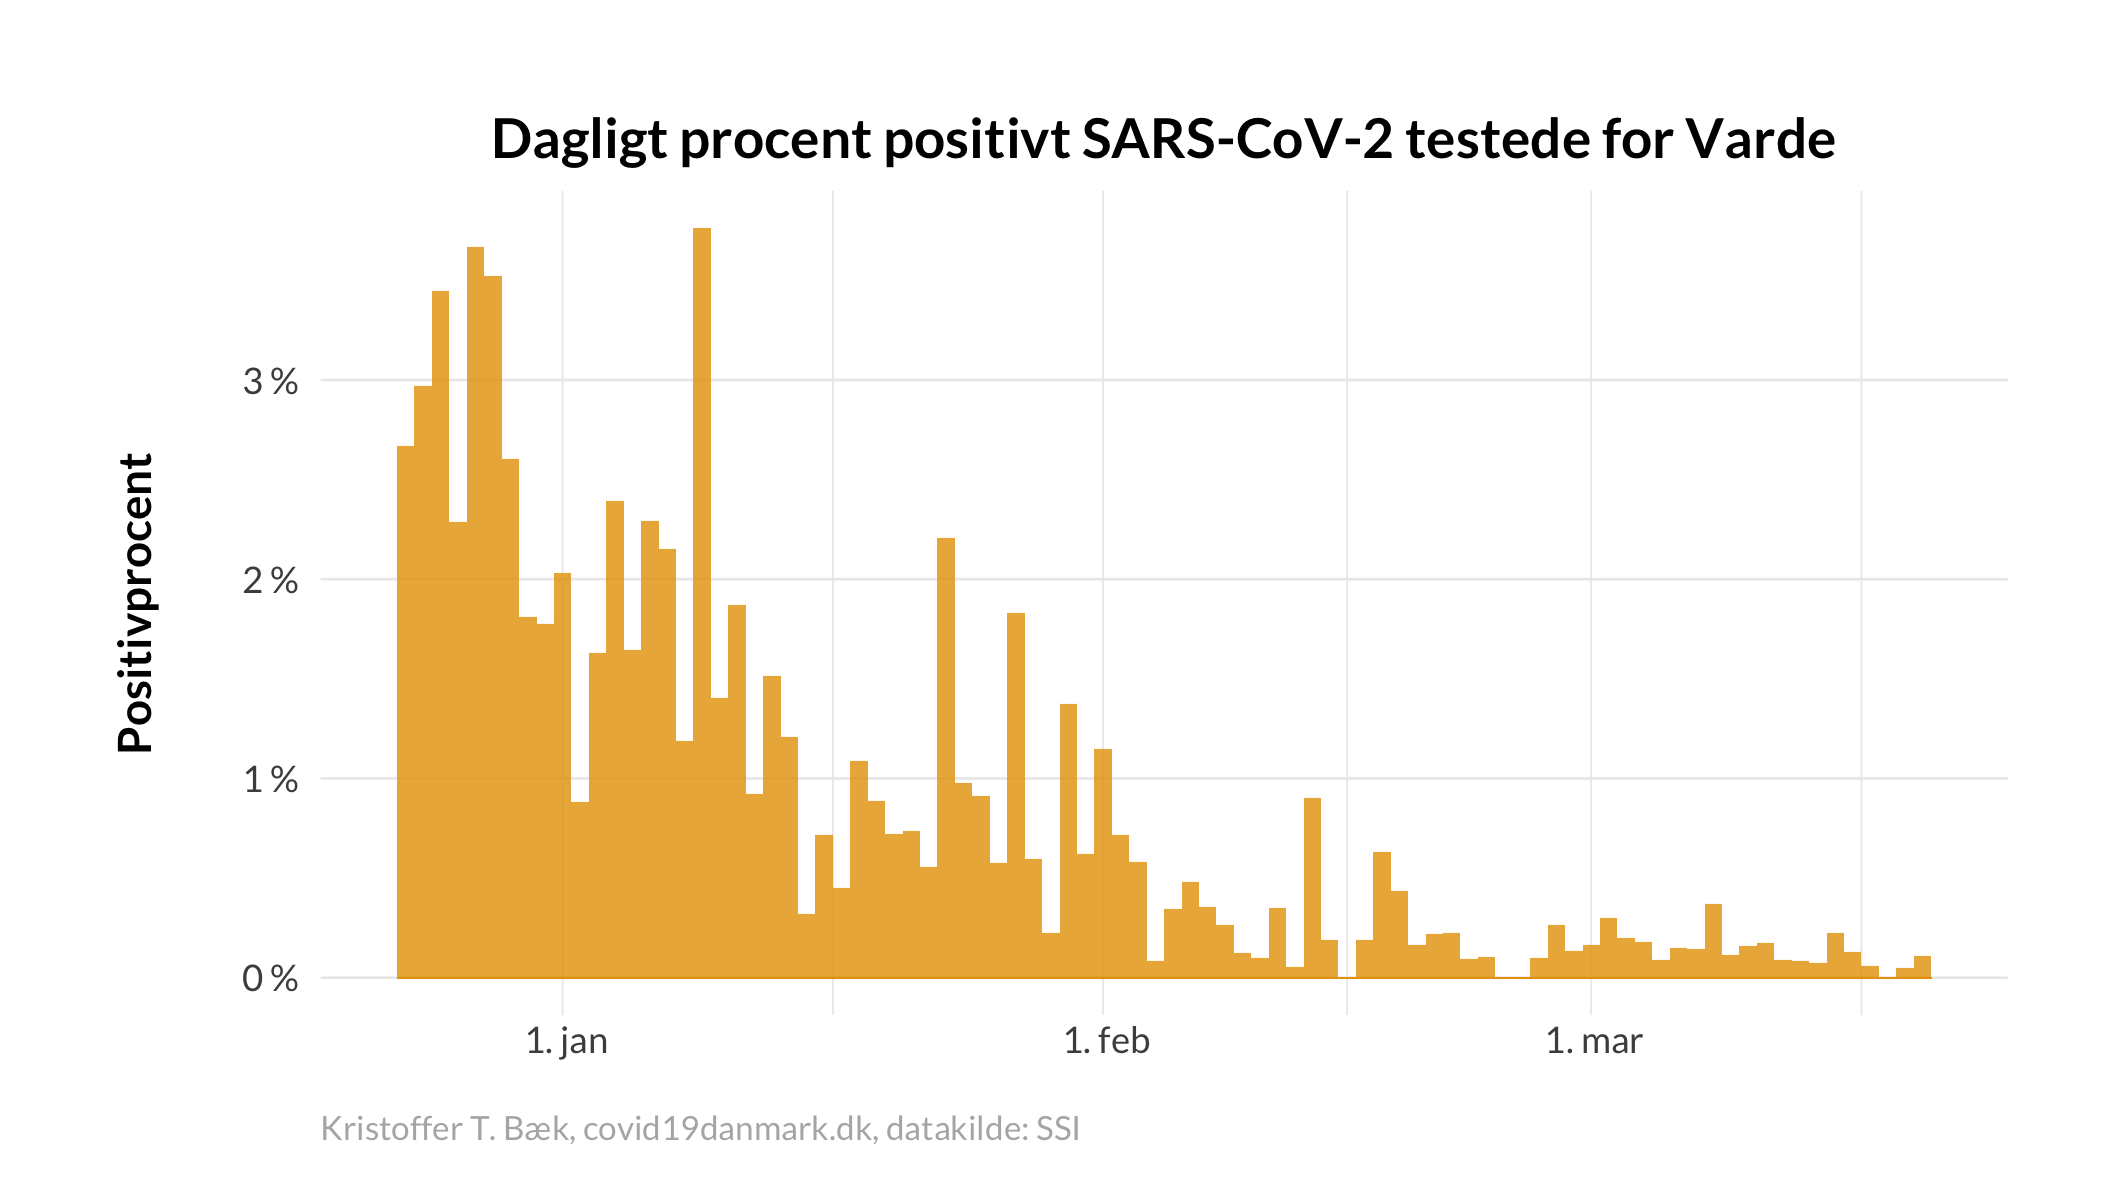 Dagligt procent positivt SARS-CoV-2 testede for Varde
Positivprocent
3 %
2 %
1 %
0 %
1. jan
1. feb
1. mar
Kristoffer T. Bæk, covid19danmark.dk, datakilde: SSI